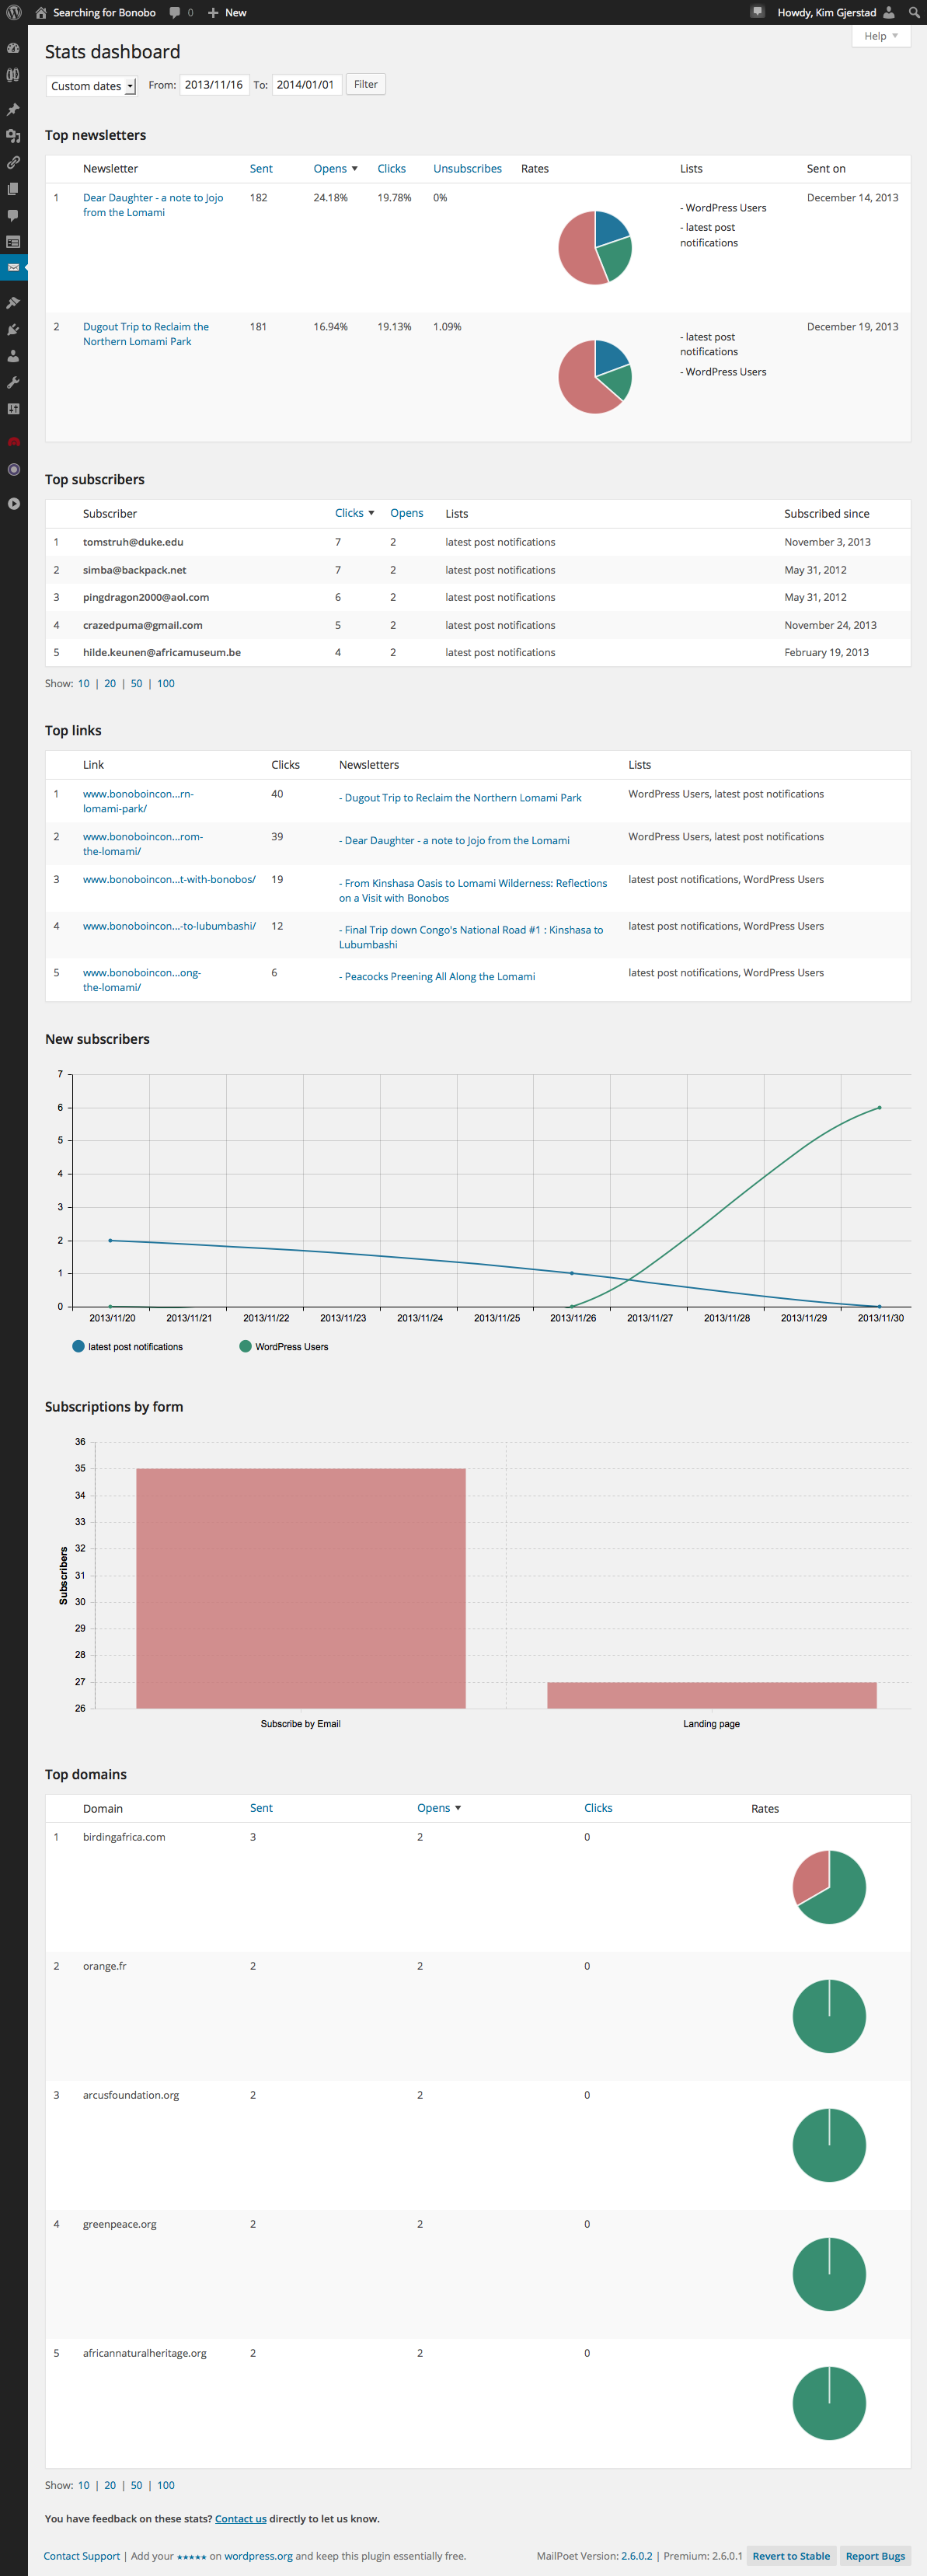 Searching for Bonobo 0 + New Howdy, Kim Gjerstad
Help
Stats dashboard
Custom dates From: 2013/11/16 To: 2014/01/01 Filter
Top newsletters
Newsletter Sent Opens Clicks Unsubscribes Rates Lists Sent on
1 Dear Daughter - a note to Jojo 182 24.18% 19.78% 0% - WordPress Users December 14, 2013
from the Lomami - latest post
notifications
2 Dugout Trip to Reclaim the 181 16.94% 19.13% 1.09% - latest post December 19, 2013
Northern Lomami Park notifications
- WordPress Users
Top subscribers
Subscriber Clicks Opens Lists Subscribed since
1 tomstruh@duke.edu 7 2 latest post notifications November 3, 2013
2 simba@backpack.net 7 2 latest post notifications May 31, 2012
3 pingdragon2000@aol.com 6 2 latest post notifications May 31, 2012
4 crazedpuma@gmail.com 5 2 latest post notifications November 24, 2013
5 hilde.keunen@africamuseum.be 4 2 latest post notifications February 19, 2013
Show: 10 | 20 | 50 | 100
Top links
Link Clicks Newsletters Lists
1 www.bonoboincon...rn- 40 - Dugout Trip to Reclaim the Northern Lomami Park WordPress Users, latest post notifications
lomami-park/
2 www.bonoboincon...rom- 39 - Dear Daughter - a note to Jojo from the Lomami WordPress Users, latest post notifications
the-lomami/
3 www.bonoboincon...t-with-bonobos/ 19 - From Kinshasa Oasis to Lomami Wilderness: Reflections latest post notifications, WordPress Users
on a Visit with Bonobos
4 www.bonoboincon...-to-lubumbashi/ 12 - Final Trip down Congo's National Road #1 : Kinshasa to latest post notifications, WordPress Users
Lubumbashi
5 www.bonoboincon...ong- 6 - Peacocks Preening All Along the Lomami latest post notifications, WordPress Users
the-lomami/
New subscribers
7
6
5
4
3
2
1
0
2013/11/20 2013/11/21 2013/11/22 2013/11/23 2013/11/24 2013/11/25 2013/11/26 2013/11/27 2013/11/28 2013/11/29 2013/11/30
latest post notifications WordPress Users
Subscriptions by form
Subscribers
36
35
34
33
32
31
30
29
28
27
26
Subscribe by Email Landing page
Top domains
Domain Sent Opens Clicks Rates
1 birdingafrica.com 3 2 0
2 orange.fr 2 2 0
3 arcusfoundation.org 2 2 0
4 greenpeace.org 2 2 0
5 africannaturalheritage.org 2 2 0
Show: 10 | 20 | 50 | 100
You have feedback on these stats? Contact us directly to let us know.
Contact Support | Add your ★★★★★ on wordpress.org and keep this plugin essentially free. MailPoet Version: 2.6.0.2 | Premium: 2.6.0.1 Revert to Stable Report Bugs